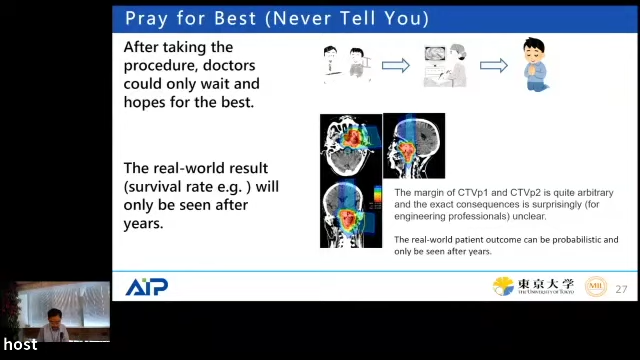 Pray for Best (Never Tell You)
After taking the
procedure, doctors
could only wait and
hopes for the best.
The real-world result
(survival rate e.g. ) will
only be seen after
years.
The margin of CTVp1 and CTVp2 is quite arbitrary
and the exact consequences is surprisingly (for
engineering professionals) unclear.
The real-world patient outcome can be probabilistic and
only be seen after years.
AIP
東京大学
The University of Tokyo
MIL
27
host